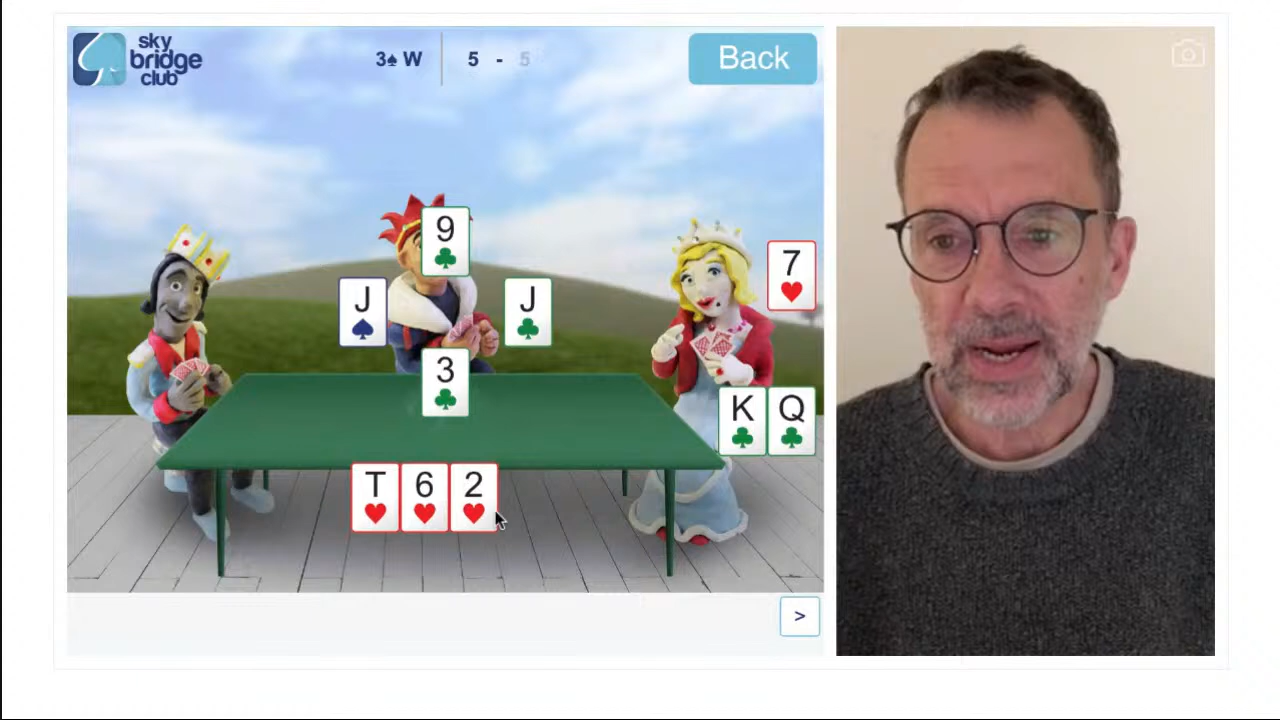 sky
bridge
club
3♠ W
5 - 5
Back
9♣
J♠
J♣
3♣
7♥
K♣ Q♣
T♥ 6♥ 2♥
>